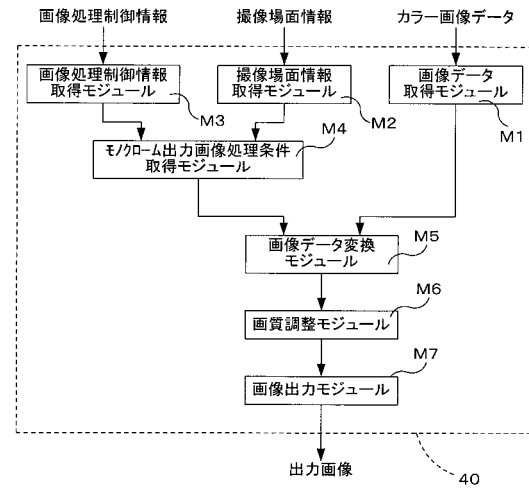 画像処理制御情報
撮像場面情報
カラー画像データ
画像処理制御情報
取得モジュール
M3
撮像場面情報
取得モジュール
M2
画像データ
取得モジュール
M1
モノクローム出力画像処理条件
取得モジュール
M4
画像データ変換
モジュール
M5
画質調整モジュール
M6
画像出力モジュール
M7
出力画像
40